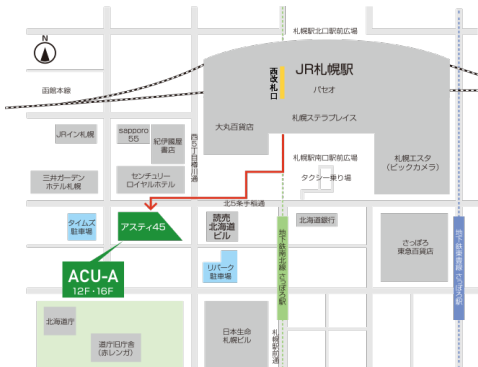 N
札幌駅北口駅前広場
函館本線
西改札口
JR札幌駅
パセオ
大丸百貨店
札幌ステラプレイス
JRイン札幌
sapporo
55
紀伊國屋
書店
西5丁目樽川通
札幌駅南口駅前広場
タクシー乗り場
札幌エスタ
(ビックカメラ)
三井ガーデン
ホテル札幌
センチュリー
ロイヤルホテル
北5条手稲通
タイムズ
駐車場
アスティ45
読売
北海道
ビル
北海道銀行
地下鉄南北線 さっぽろ駅
さっぽろ
東急百貨店
地下鉄東豊線 さっぽろ駅
ACU-A
12F・16F
リパーク
駐車場
北海道庁
道庁旧庁舎
(赤レンガ)
日本生命
札幌ビル
札幌駅前通